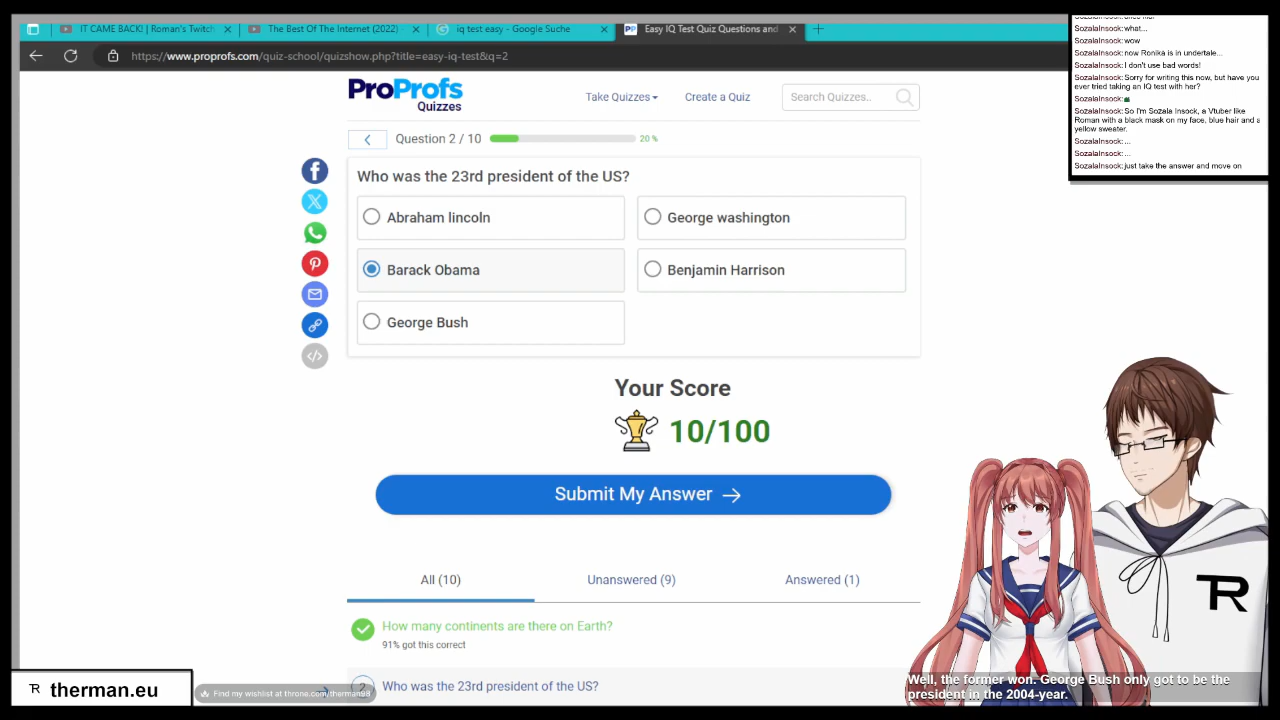 IT CAME BACK! | Roman's Twitch
The Best Of The Internet (2022)
iq test easy - Google Suche
Easy IQ Test Quiz Questions and
https://www.proprofs.com/quiz-school/quizshow.php?title=easy-iq-test&q=2
SozalaInsock: what...
SozalaInsock: wow
SozalaInsock: now Ronika is in undertale...
SozalaInsock: I don't use bad words!
SozalaInsock: Sorry for writing this now, but have you
ever tried taking an IQ test with her?
SozalaInsock:
SozalaInsock: So I'm Sozala Insock, a Vtuber like
Roman with a black mask on my face, blue hair and a
yellow sweater.
SozalaInsock: ...
SozalaInsock: ...
SozalaInsock: just take the answer and move on
ProProfs
Quizzes
Take Quizzes
Create a Quiz
Search Quizzes..
Question 2 / 10
20 %
Who was the 23rd president of the US?
Abraham lincoln
George washington
Barack Obama
Benjamin Harrison
George Bush
Your Score
10/100
Submit My Answer →
All (10)
Unanswered (9)
Answered (1)
How many continents are there on Earth?
91% got this correct
2
Who was the 23rd president of the US?
TR
TR therman.eu
Find my wishlist at throne.com/therman98
Well, the former won. George Bush only got to be the
president in the 2004-year.